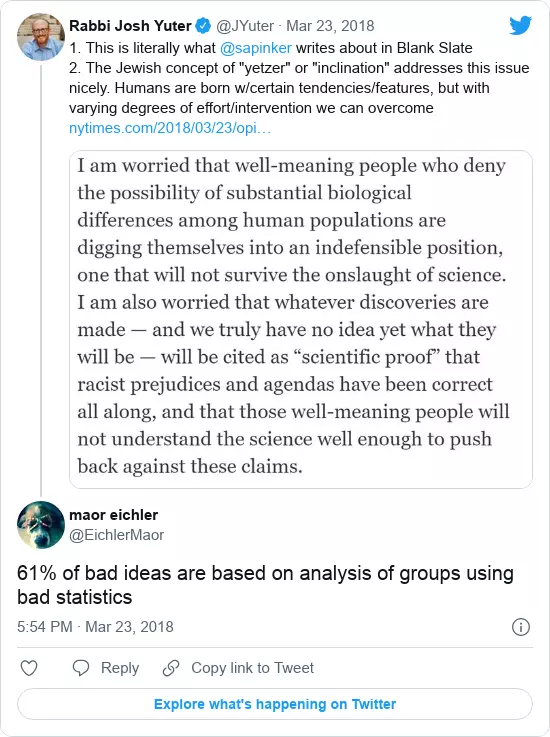 Rabbi Josh Yuter @JYuter · Mar 23, 2018
1. This is literally what @sapinker writes about in Blank Slate
2. The Jewish concept of "yetzer" or "inclination" addresses this issue
nicely. Humans are born w/certain tendencies/features, but with
varying degrees of effort/intervention we can overcome
nytimes.com/2018/03/23/opi…
I am worried that well-meaning people who deny
the possibility of substantial biological
differences among human populations are
digging themselves into an indefensible position,
one that will not survive the onslaught of science.
I am also worried that whatever discoveries are
made — and we truly have no idea yet what they
will be — will be cited as “scientific proof” that
racist prejudices and agendas have been correct
all along, and that those well-meaning people will
not understand the science well enough to push
back against these claims.
maor eichler
@EichlerMaor
61% of bad ideas are based on analysis of groups using
bad statistics
5:54 PM · Mar 23, 2018
Reply Copy link to Tweet
Explore what's happening on Twitter